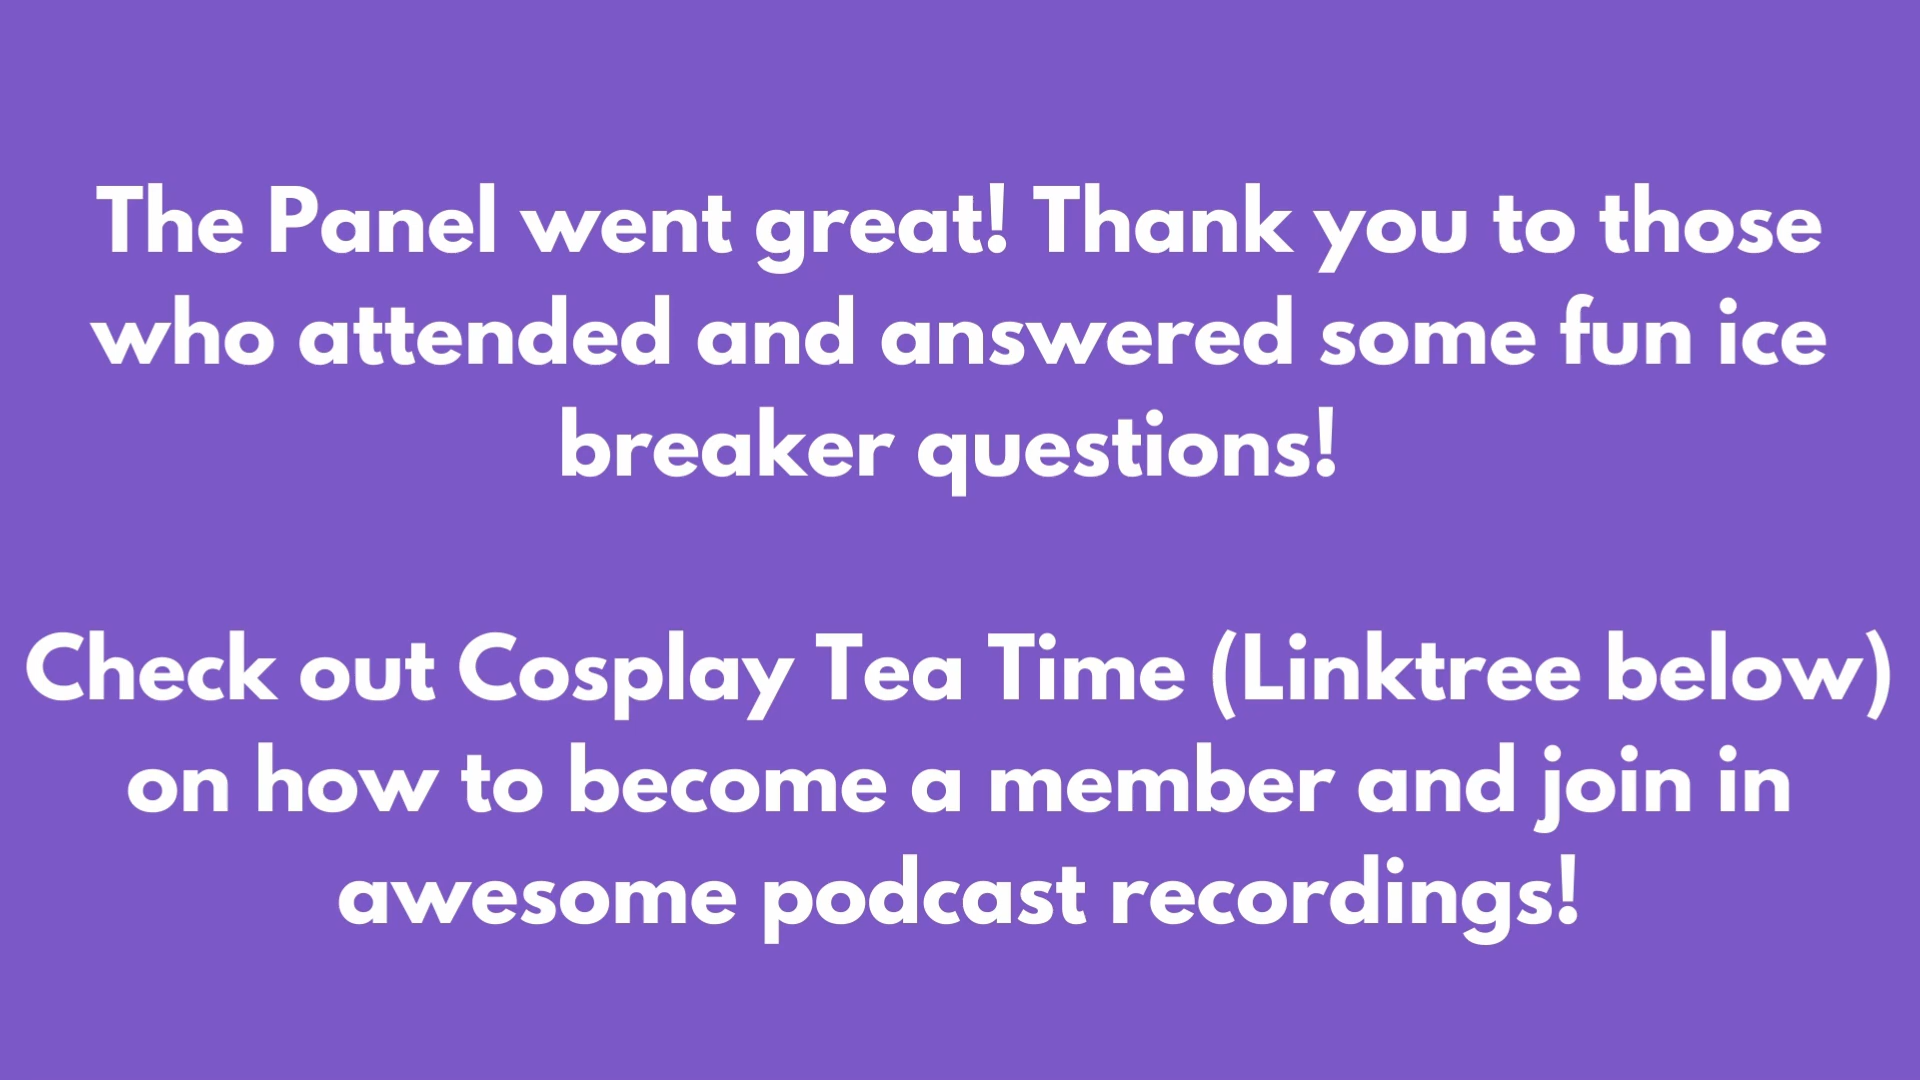 The Panel went great! Thank you to those
who attended and answered some fun ice
breaker questions!
Check out Cosplay Tea Time (Linktree below)
on how to become a member and join in
awesome podcast recordings!